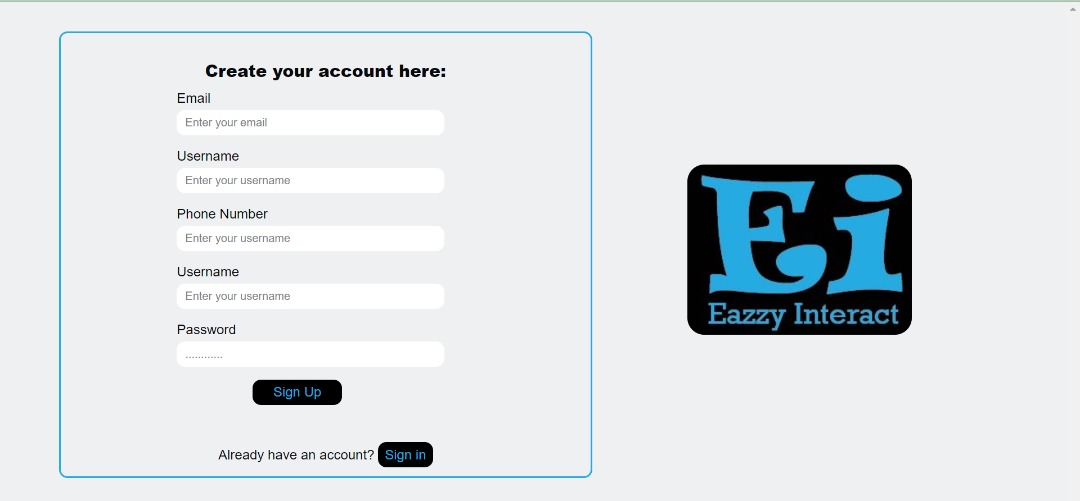 Create your account here:
Email
Enter your email
Username
Enter your username
Phone Number
Enter your username
Username
Enter your username
Password
............
Sign Up
Already have an account? Sign in
Ei
Eazzy Interact